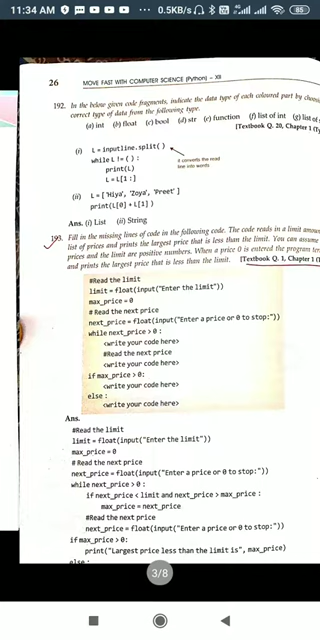 11:34 AM
0.5KB/s
4G
85
26
MOVE FAST WITH COMPUTER SCIENCE (Python) – XII
192. In the below given code fragments, indicate the data type of each coloured part by choosi
correct type of data from the following type.
(a) int (b) float (c) bool (d) str (e) function (f) list of int (g) list of s
[Textbook Q. 20, Chapter 1 (Ty
(i) L = inputline.split()
while L != ( ) :
print(L)
L = L[1 :]
it converts the read
line into words
(ii) L = ['Hiya', 'Zoya', 'Preet' ]
print(L[0] + L[1] )
Ans. (i) List (ii) String
193. Fill in the missing lines of code in the following code. The code reads in a limit amoun
list of prices and prints the largest price that is less than the limit. You can assume
prices and the limit are positive numbers. When a price 0 is entered the program ter
and prints the largest price that is less than the limit. [Textbook Q. 1, Chapter 1 (T
#Read the limit
limit = float(input("Enter the limit"))
max_price = 0
# Read the next price
next_price = float(input("Enter a price or 0 to stop:"))
while next_price > 0 :
<write your code here>
#Read the next price
<write your code here>
if max_price > 0:
<write your code here>
else :
<write your code here>
Ans.
#Read the limit
limit = float(input("Enter the limit"))
max_price = 0
# Read the next price
next_price = float(input("Enter a price or 0 to stop:"))
while next_price > 0 :
if next_price < limit and next_price > max_price :
max_price = next_price
#Read the next price
next_price = float(input("Enter a price or 0 to stop:"))
if max_price > 0:
print("Largest price less than the limit is", max_price)
else :
3/8